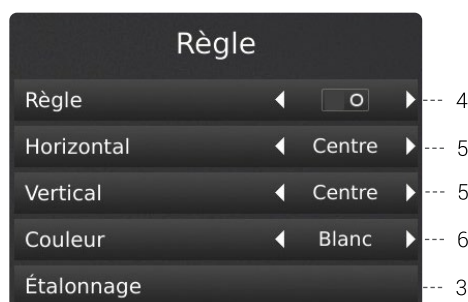 Règle
Règle 4
Horizontal Centre 5
Vertical Centre 5
Couleur Blanc 6
Étalonnage 3